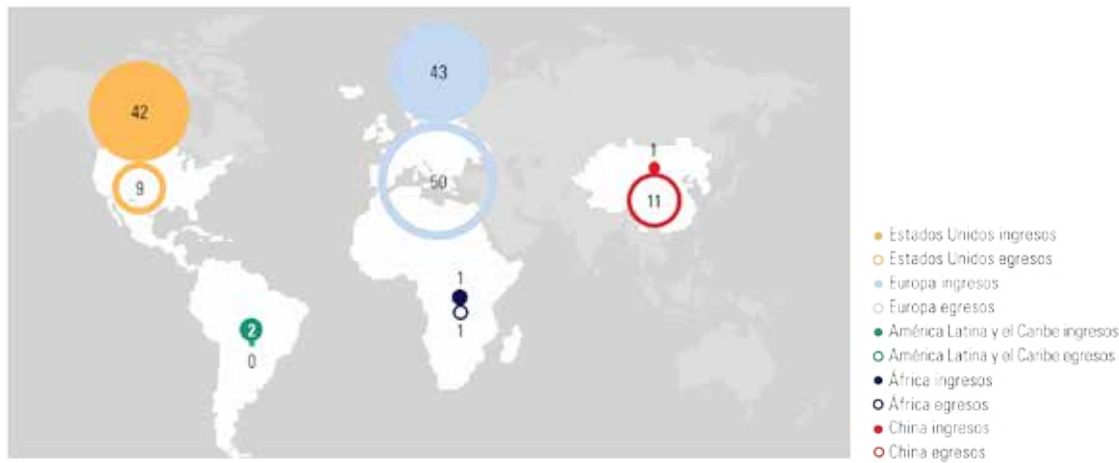 43
42
1
9
50
11
1
2
0
1
Estados Unidos ingresos
Estados Unidos egresos
Europa ingresos
Europa egresos
América Latina y el Caribe ingresos
América Latina y el Caribe egresos
África ingresos
África egresos
China ingresos
China egresos